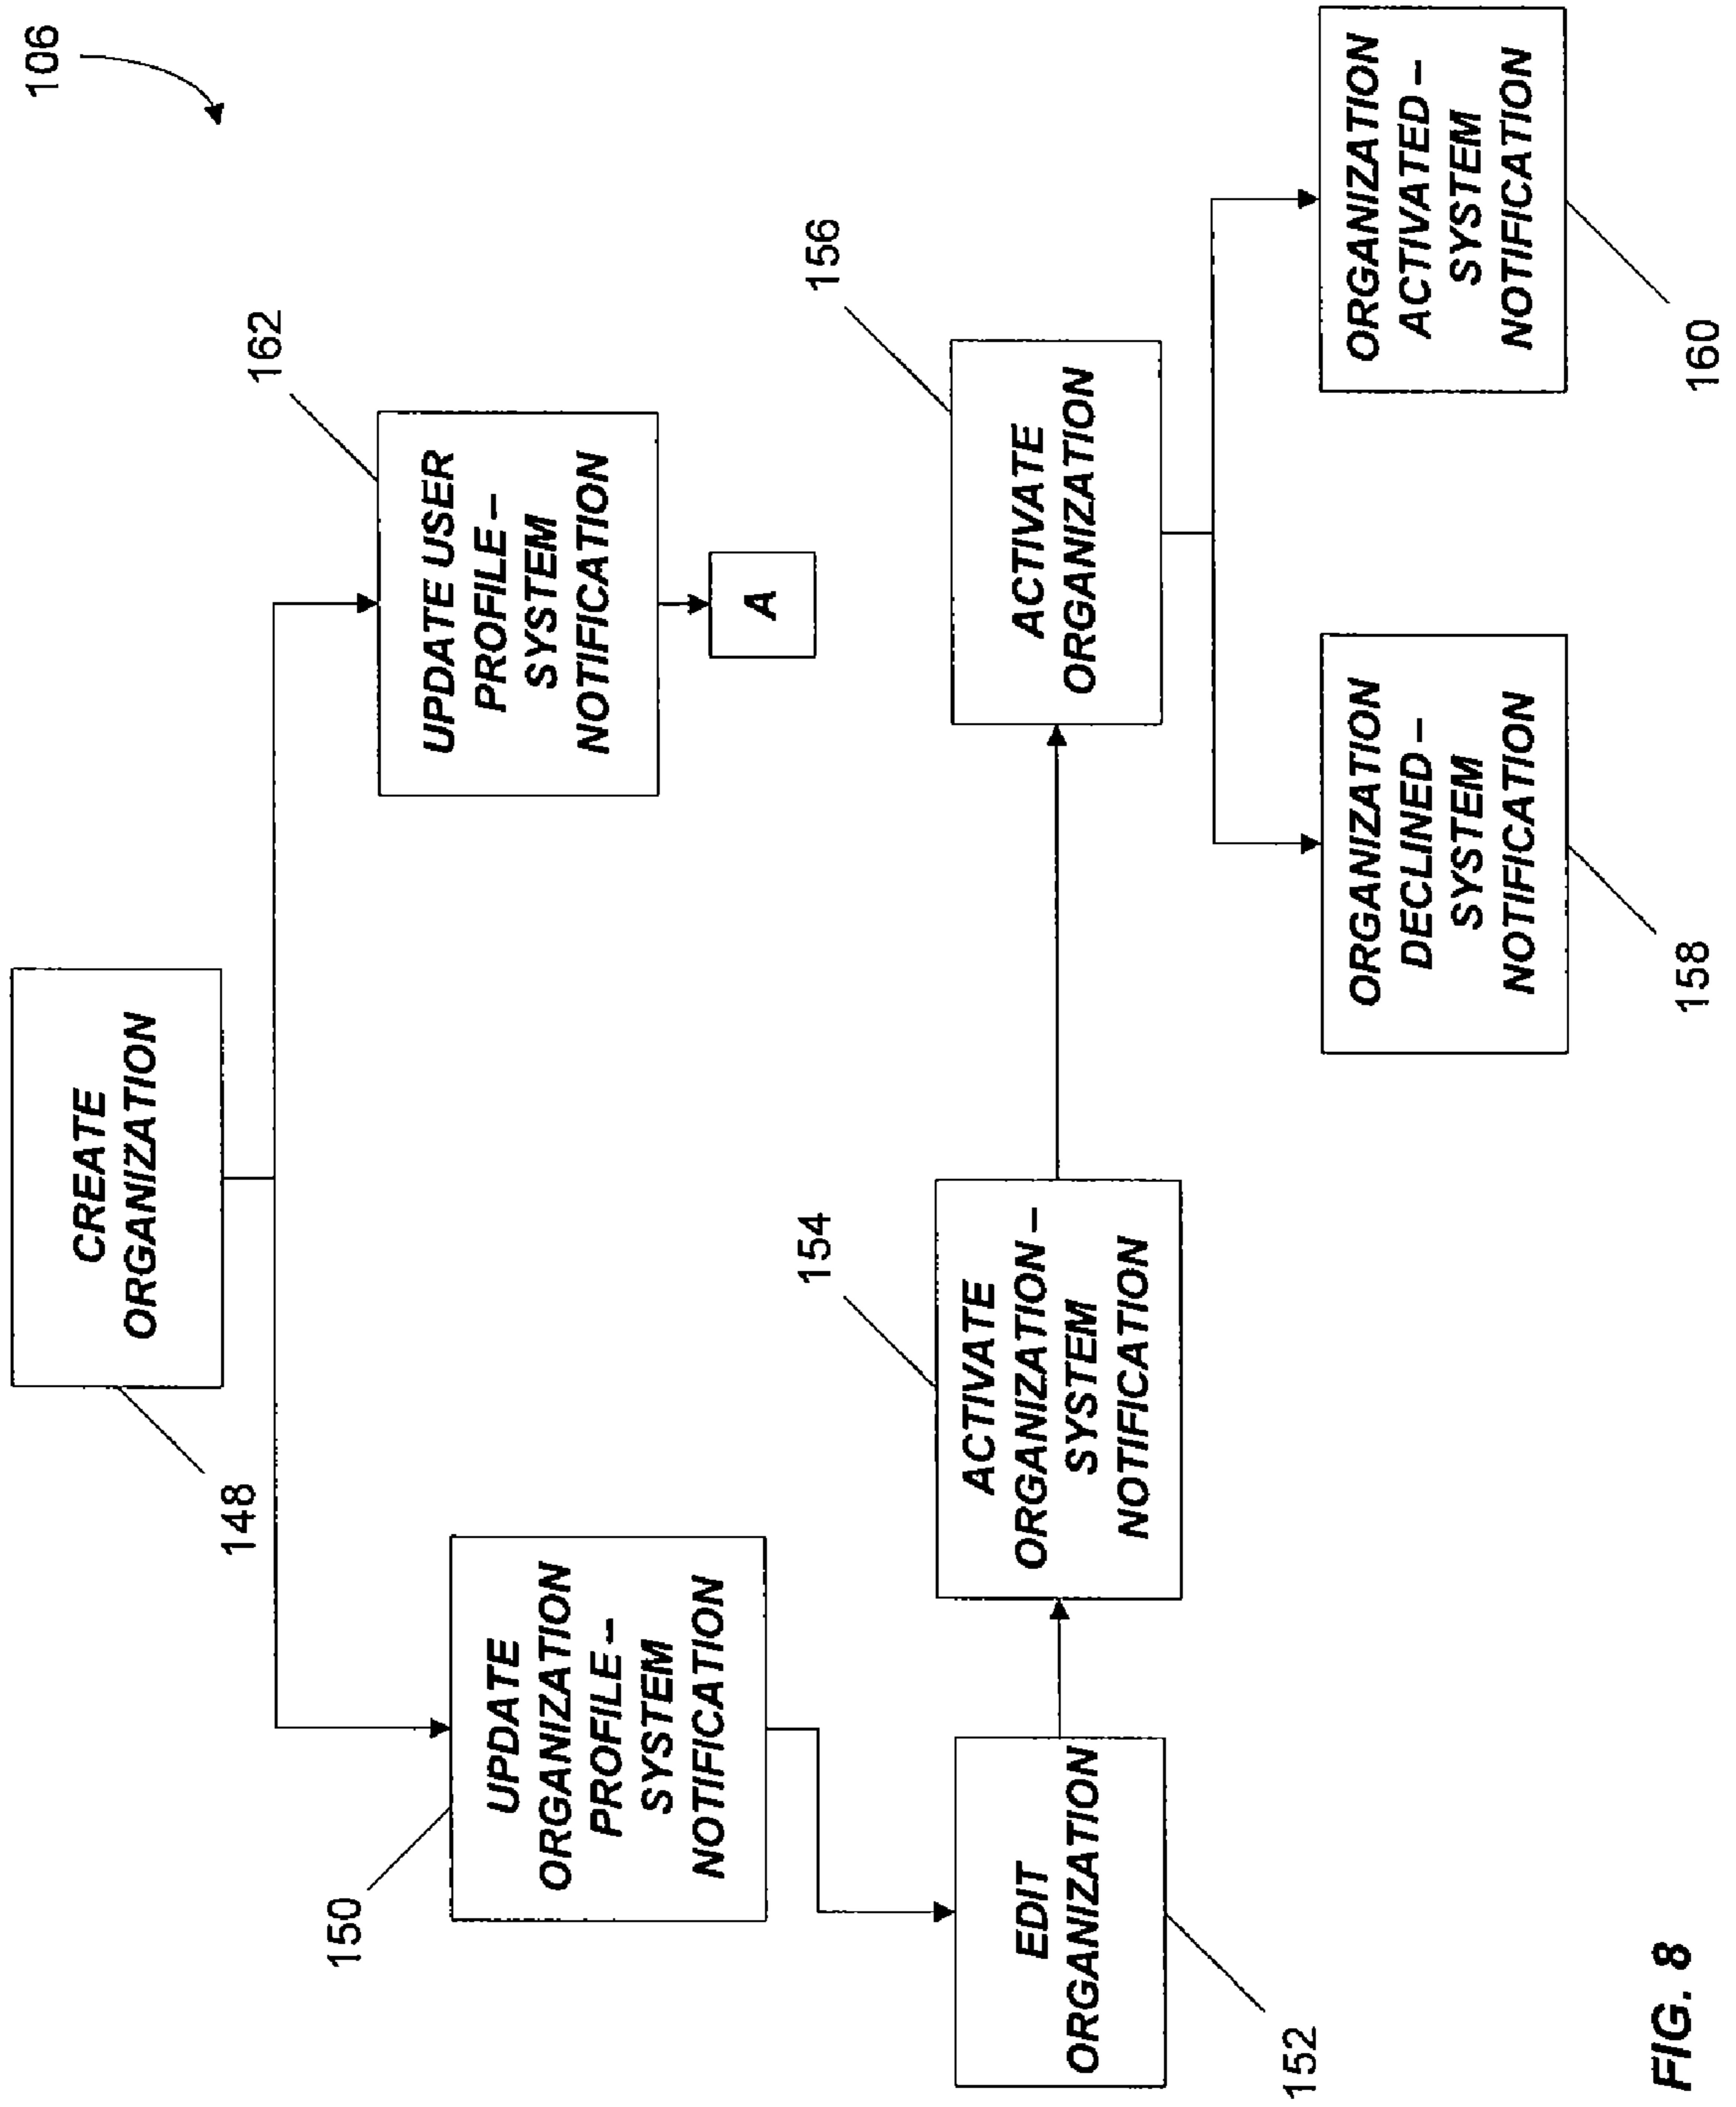 106
CREATE
ORGANIZATION
148
162
UPDATE USER
PROFILE –
SYSTEM
NOTIFICATION
A
150
UPDATE
ORGANIZATION
PROFILE –
SYSTEM
NOTIFICATION
152
EDIT
ORGANIZATION
154
ACTIVATE
ORGANIZATION –
SYSTEM
NOTIFICATION
156
ACTIVATE
ORGANIZATION
ORGANIZATION
DECLINED –
SYSTEM
NOTIFICATION
158
ORGANIZATION
ACTIVATED –
SYSTEM
NOTIFICATION
160
FIG. 8